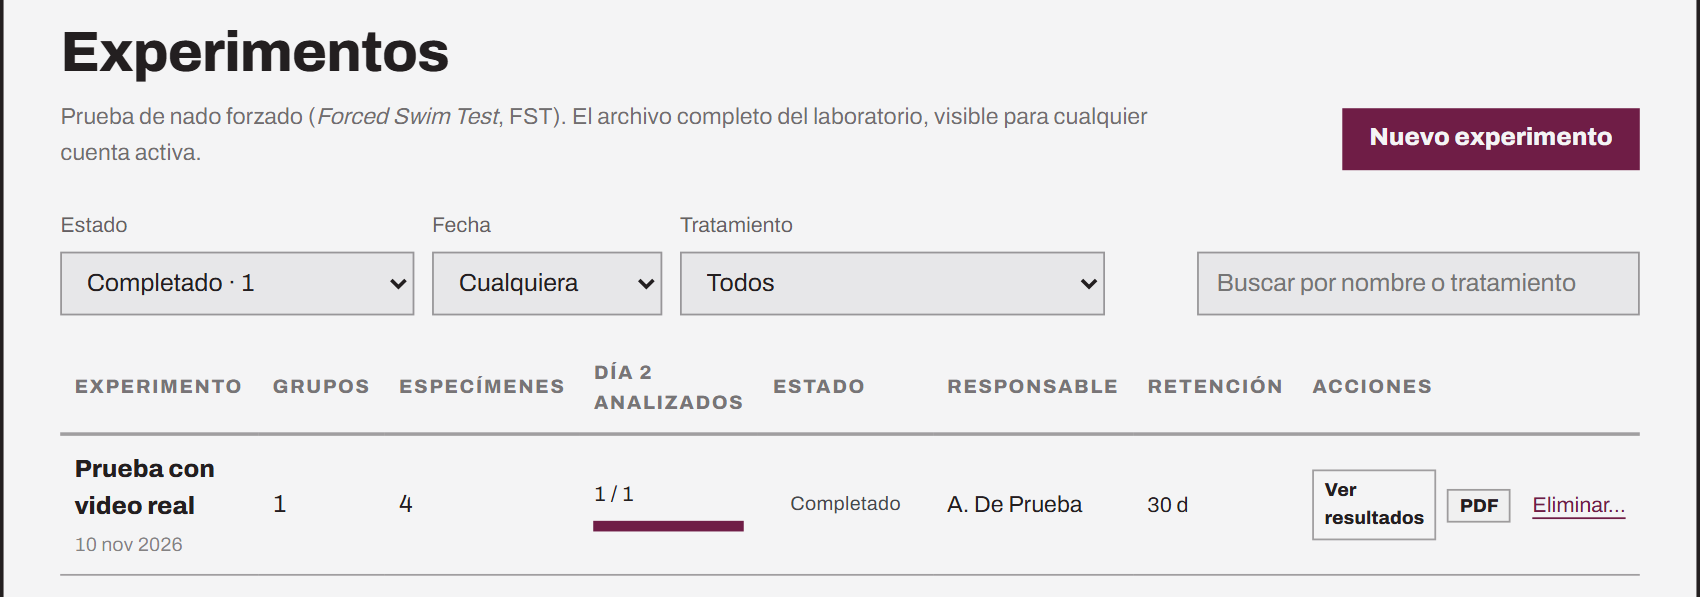 Experimentos
Prueba de nado forzado (Forced Swim Test, FST). El archivo completo del laboratorio, visible para cualquier
cuenta activa.
Nuevo experimento
Estado
Fecha
Tratamiento
Completado · 1
Cualquiera
Todos
Buscar por nombre o tratamiento
EXPERIMENTO
GRUPOS
ESPECÍMENES
DÍA 2
ANALIZADOS
ESTADO
RESPONSABLE
RETENCIÓN
ACCIONES
Prueba con
video real
10 nov 2026
1
4
1 / 1
Completado
A. De Prueba
30 d
Ver
resultados
PDF
Eliminar...